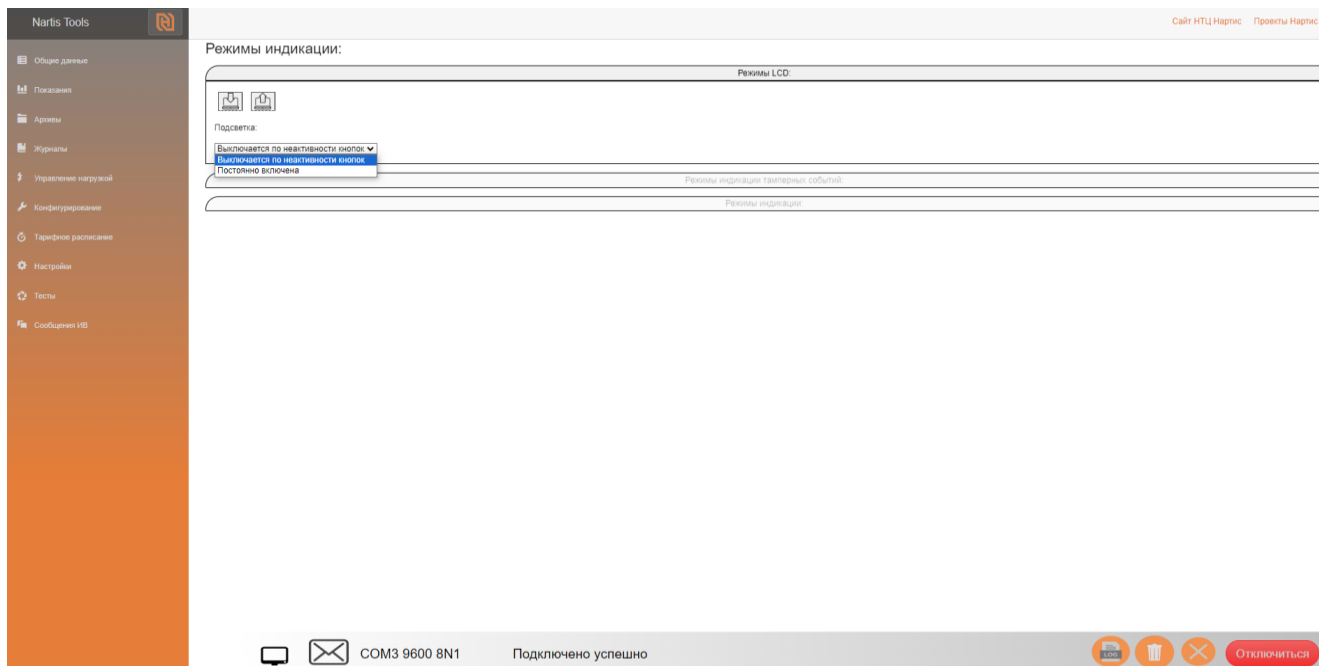 Nartis Tools
Сайт НТЦ Нартис Проекты Нартис
Общие данные
Показания
Архивы
Журналы
Управление нагрузкой
Конфигурирование
Тарифное расписание
Настройки
Тесты
Сообщения ИВ
Режимы индикации:
Режимы LCD:
Подсветка:
Выключается по неактивности кнопок
Выключается по неактивности кнопок
Постоянно включена
Режимы индикации тамперных событий:
Режимы индикации:
COM3 9600 8N1 Подключено успешно
LOG
Отключиться